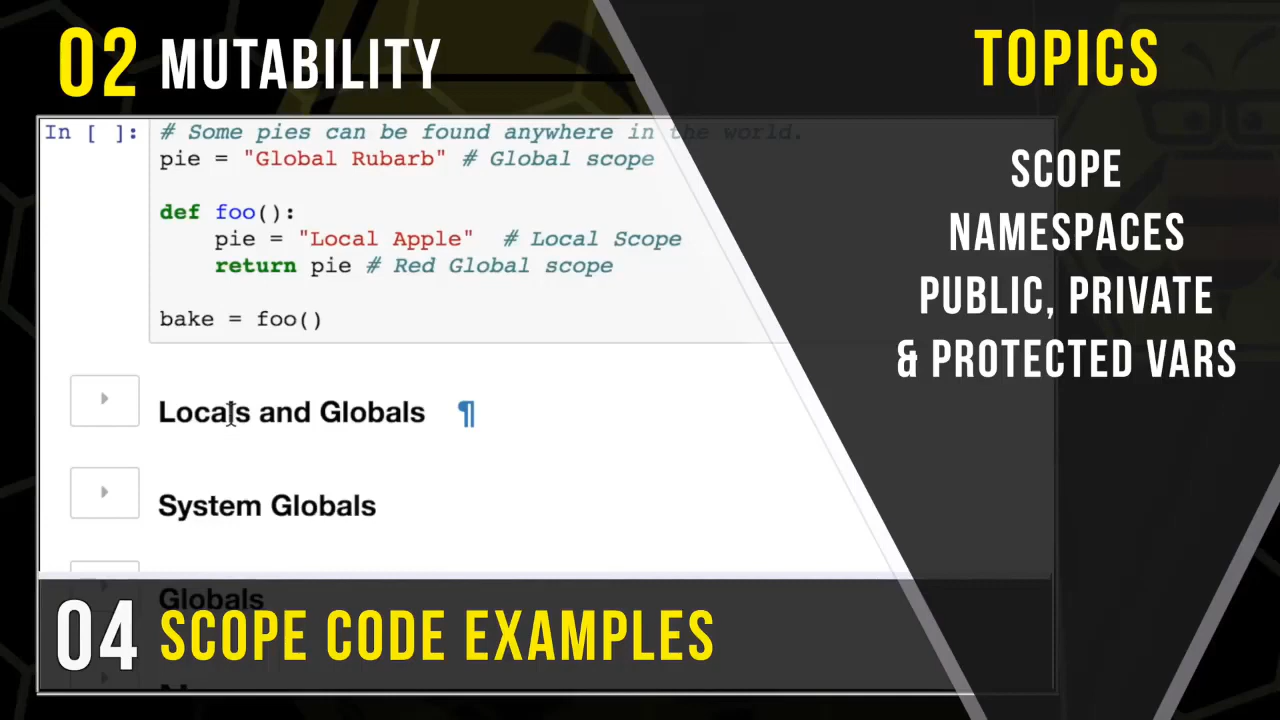 02 MUTABILITY
In [ ]:
# Some pies can be found anywhere in the world.
pie = "Global Rubarb" # Global scope
def foo():
pie = "Local Apple" # Local Scope
return pie # Red Global scope
bake = foo()
Locals and Globals ¶
System Globals
Globals
04 SCOPE CODE EXAMPLES
TOPICS
SCOPE
NAMESPACES
PUBLIC, PRIVATE
& PROTECTED VARS